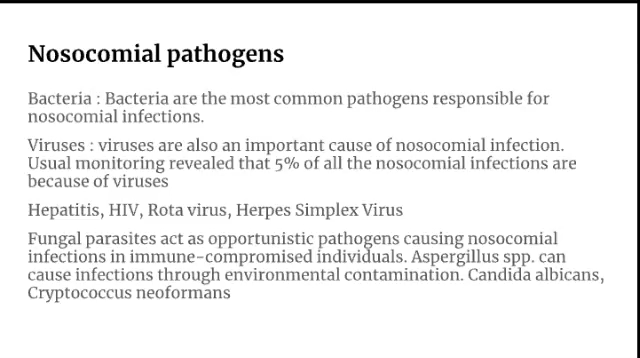 Nosocomial pathogens
Bacteria : Bacteria are the most common pathogens responsible for
nosocomial infections.
Viruses : viruses are also an important cause of nosocomial infection.
Usual monitoring revealed that 5% of all the nosocomial infections are
because of viruses
Hepatitis, HIV, Rota virus, Herpes Simplex Virus
Fungal parasites act as opportunistic pathogens causing nosocomial
infections in immune-compromised individuals. Aspergillus spp. can
cause infections through environmental contamination. Candida albicans,
Cryptococcus neoformans